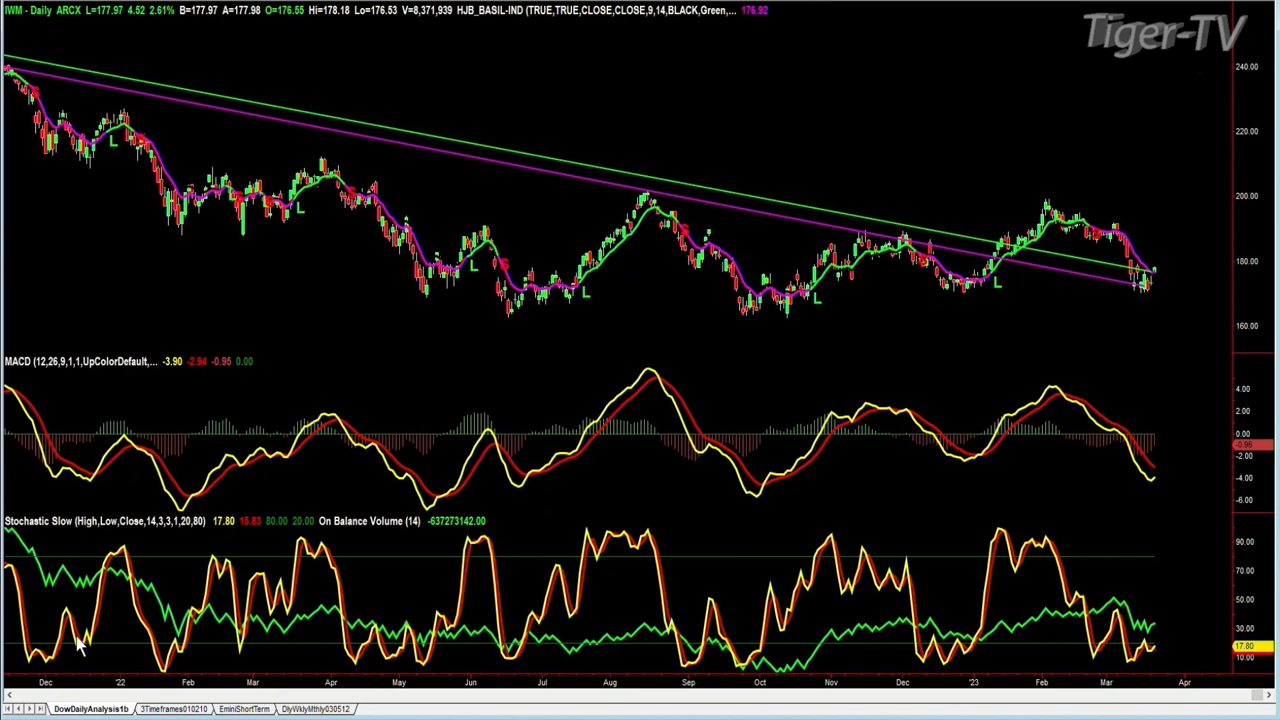 IWM - Daily ARCX L=177.97 4.52 2.61% B=177.97 A=177.98 O=176.55 Hi=178.18 Lo=176.53 V=8,371,939 HJB_BASIL-IND (TRUE,TRUE,CLOSE,CLOSE,9,14,BLACK,Green,... 176.92
Tiger-TV
240.00
220.00
S
L S
200.00
S S S
L
S
180.00
L S
L
L
S
L
160.00
MACD (12,26,9,1,1,UpColorDefault,... -3.90 -2.94 -0.95 0.00
4.00
2.00
0.00
-0.95
-2.00
-4.00
-6.00
Stochastic Slow (High,Low,Close,14,3,3,1,20,80) 17.80 15.83 80.00 20.00 On Balance Volume (14) -637273142.00
90.00
70.00
50.00
30.00
17.80
10.00
Dec '22 Feb Mar Apr May Jun Jul Aug Sep Oct Nov Dec '23 Feb Mar Apr
DowDailyAnalysis1b 3Timeframes010210 EminiShortTerm DlyWklyMthly030512